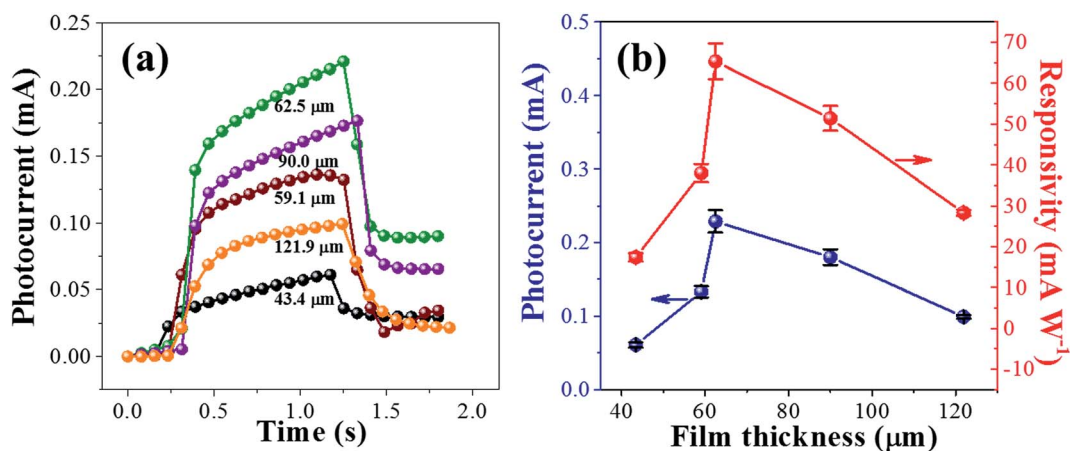 (a)
0.25
0.20
0.15
0.10
0.05
0.00
Photocurrent (mA)
62.5 μm
90.0 μm
59.1 μm
121.9 μm
43.4 μm
0.0 0.5 1.0 1.5 2.0
Time (s)
(b)
0.5
0.4
0.3
0.2
0.1
0.0
Photocurrent (mA)
70
60
50
40
30
20
10
0
-10
Responsivity (mA W⁻¹)
40 60 80 100 120
Film thickness (μm)